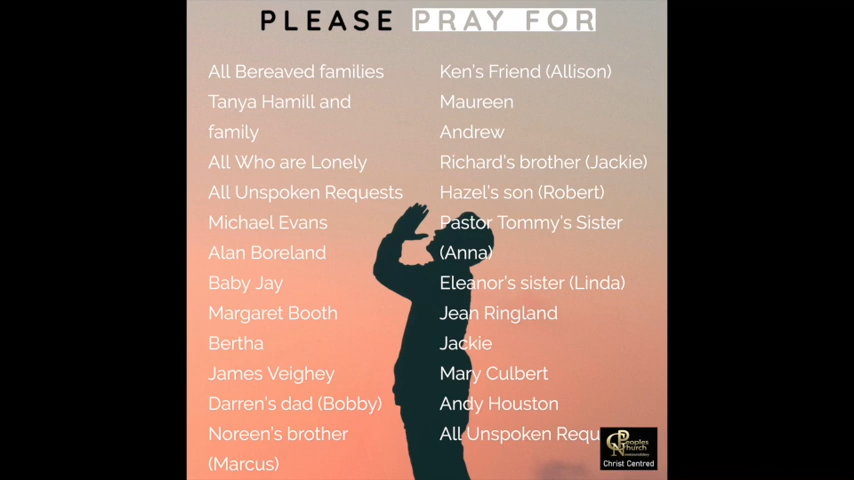 PLEASE PRAY FOR
All Bereaved families
Tanya Hamill and
family
All Who are Lonely
All Unspoken Requests
Michael Evans
Alan Boreland
Baby Jay
Margaret Booth
Bertha
James Veighey
Darren's dad (Bobby)
Noreen's brother
(Marcus)
Ken's Friend (Allison)
Maureen
Andrew
Richard's brother (Jackie)
Hazel's son (Robert)
Pastor Tommy's Sister
(Anna)
Eleanor's sister (Linda)
Jean Ringland
Jackie
Mary Culbert
Andy Houston
All Unspoken Requ
Peoples
Church
Christ Centred